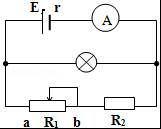 E, r
A
a R₁ b R₂